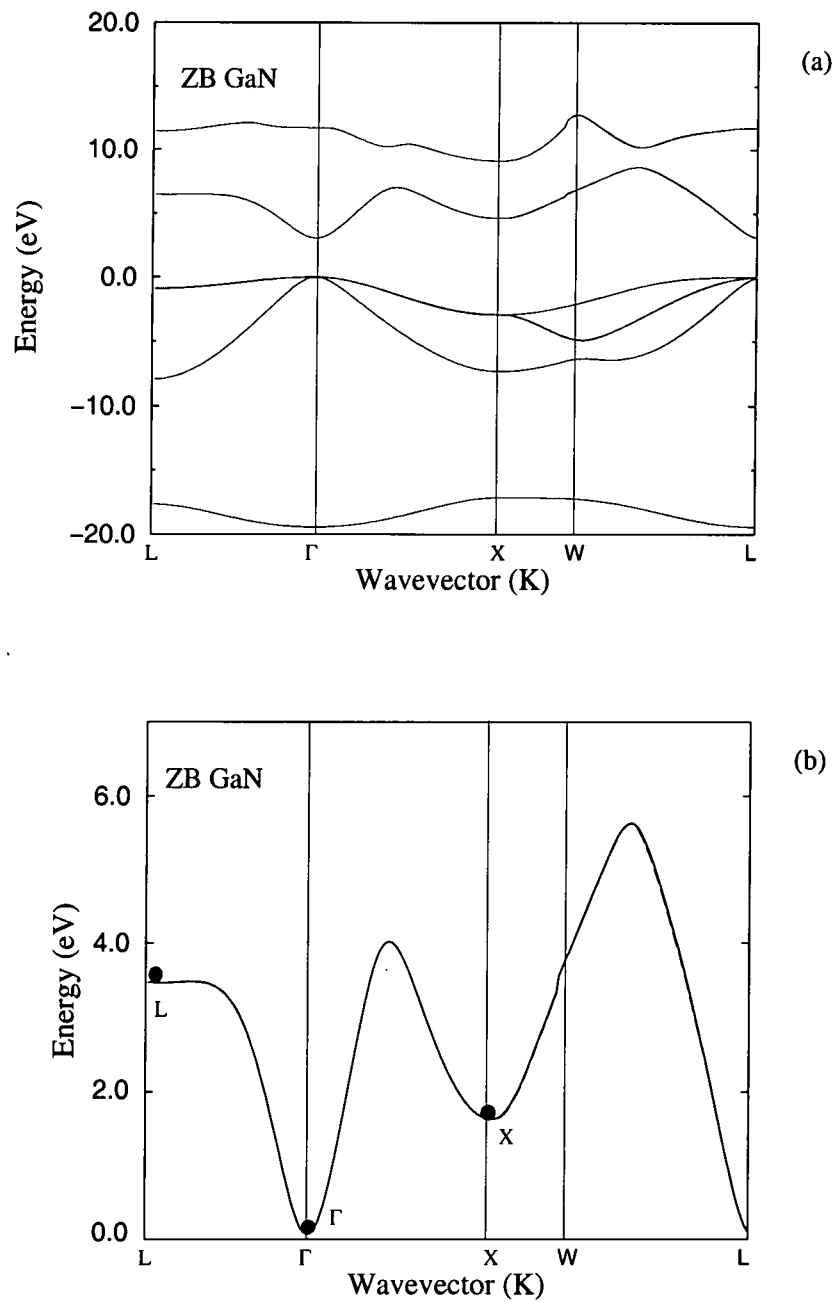 20.0
(a)
ZB GaN
10.0
0.0
−10.0
−20.0
Energy (eV)
L Γ X W L
Wavevector (K)
(b)
ZB GaN
6.0
4.0
2.0
0.0
Energy (eV)
L
Γ
X
L Γ X W L
Wavevector (K)